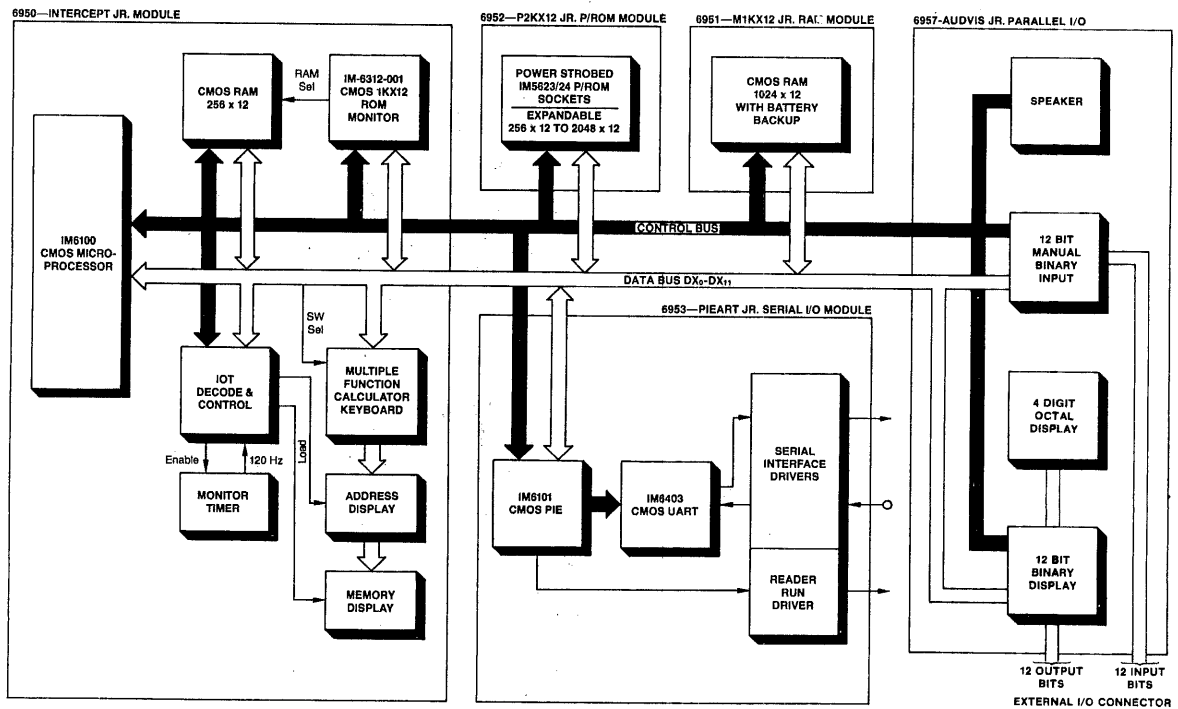 6950—INTERCEPT JR. MODULE
CMOS RAM
256 x 12
RAM
Sel
IM-6312-001
CMOS 1KX12
ROM
MONITOR
IM6100
CMOS MICRO-
PROCESSOR
SW
Sel
IOT
DECODE &
CONTROL
MULTIPLE
FUNCTION
CALCULATOR
KEYBOARD
Enable
120 Hz
Load
MONITOR
TIMER
ADDRESS
DISPLAY
MEMORY
DISPLAY
6952—P2KX12 JR. P/ROM MODULE
POWER STROBED
IM5623/24 P/ROM
SOCKETS
EXPANDABLE
256 x 12 TO 2048 x 12
6951—M1KX12 JR. RAM MODULE
CMOS RAM
1024 x 12
WITH BATTERY
BACKUP
CONTROL BUS
DATA BUS DX₀-DX₁₁
6953—PIEART JR. SERIAL I/O MODULE
IM6101
CMOS PIE
IM6403
CMOS UART
SERIAL
INTERFACE
DRIVERS
READER
RUN
DRIVER
6957-AUDVIS JR. PARALLEL I/O
SPEAKER
12 BIT
MANUAL
BINARY
INPUT
4 DIGIT
OCTAL
DISPLAY
12 BIT
BINARY
DISPLAY
12 OUTPUT
BITS
12 INPUT
BITS
EXTERNAL I/O CONNECTOR